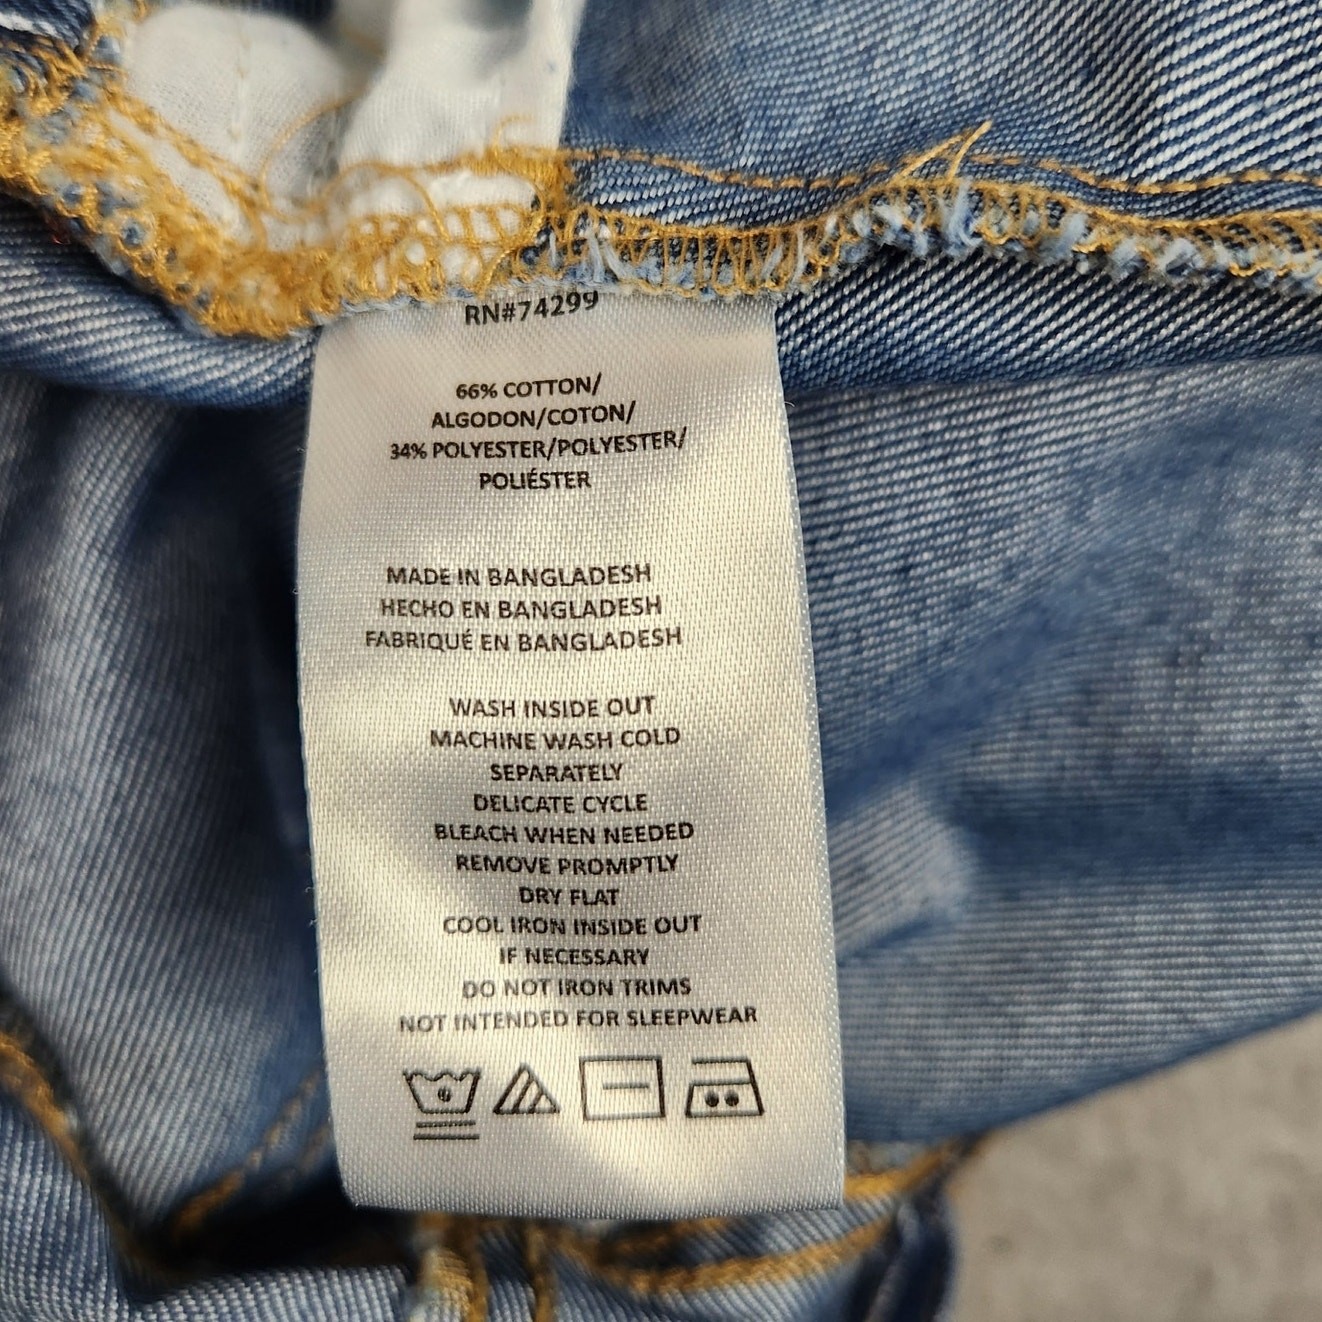 RN#74299
66% COTTON/
ALGODON/COTON/
34% POLYESTER/POLYESTER/
POLIÉSTER
MADE IN BANGLADESH
HECHO EN BANGLADESH
FABRIQUÉ EN BANGLADESH
WASH INSIDE OUT
MACHINE WASH COLD
SEPARATELY
DELICATE CYCLE
BLEACH WHEN NEEDED
REMOVE PROMPTLY
DRY FLAT
COOL IRON INSIDE OUT
IF NECESSARY
DO NOT IRON TRIMS
NOT INTENDED FOR SLEEPWEAR